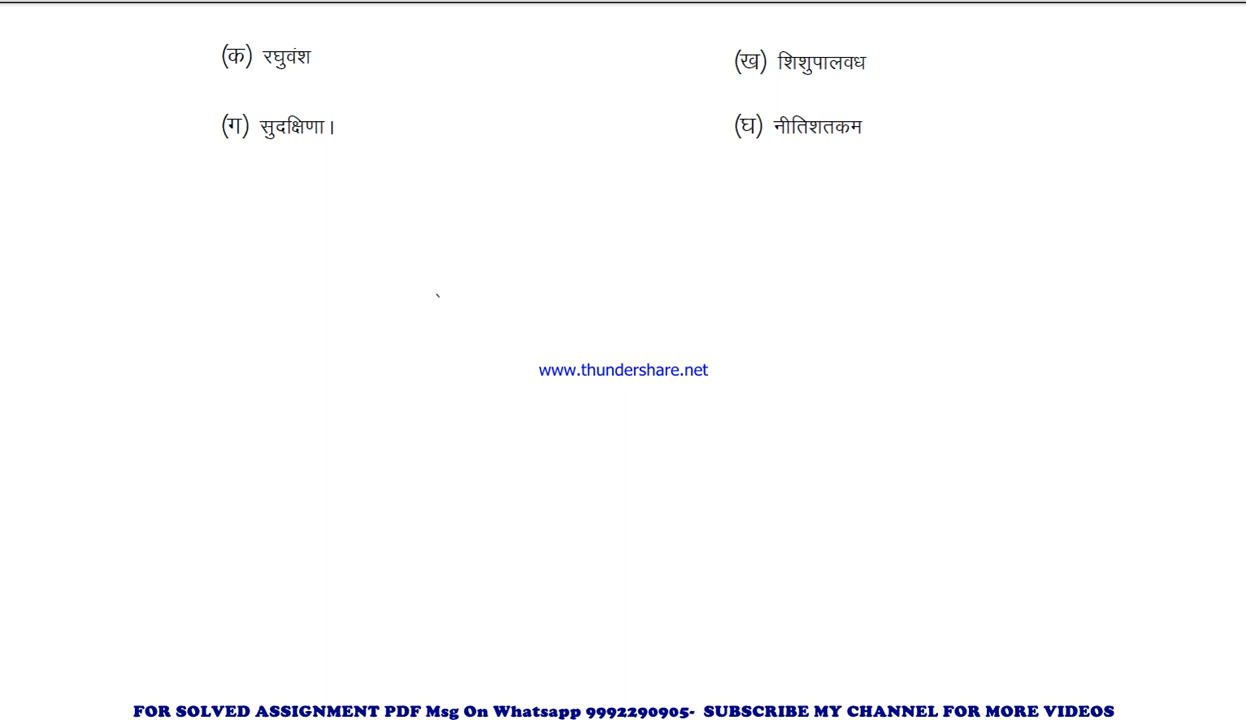 (क) रघुवंश (ख) शिशुपालवध
(ग) सुदक्षिणा। (घ) नीतिशतकम
www.thundershare.net
FOR SOLVED ASSIGNMENT PDF Msg On Whatsapp 9992290905- SUBSCRIBE MY CHANNEL FOR MORE VIDEOS